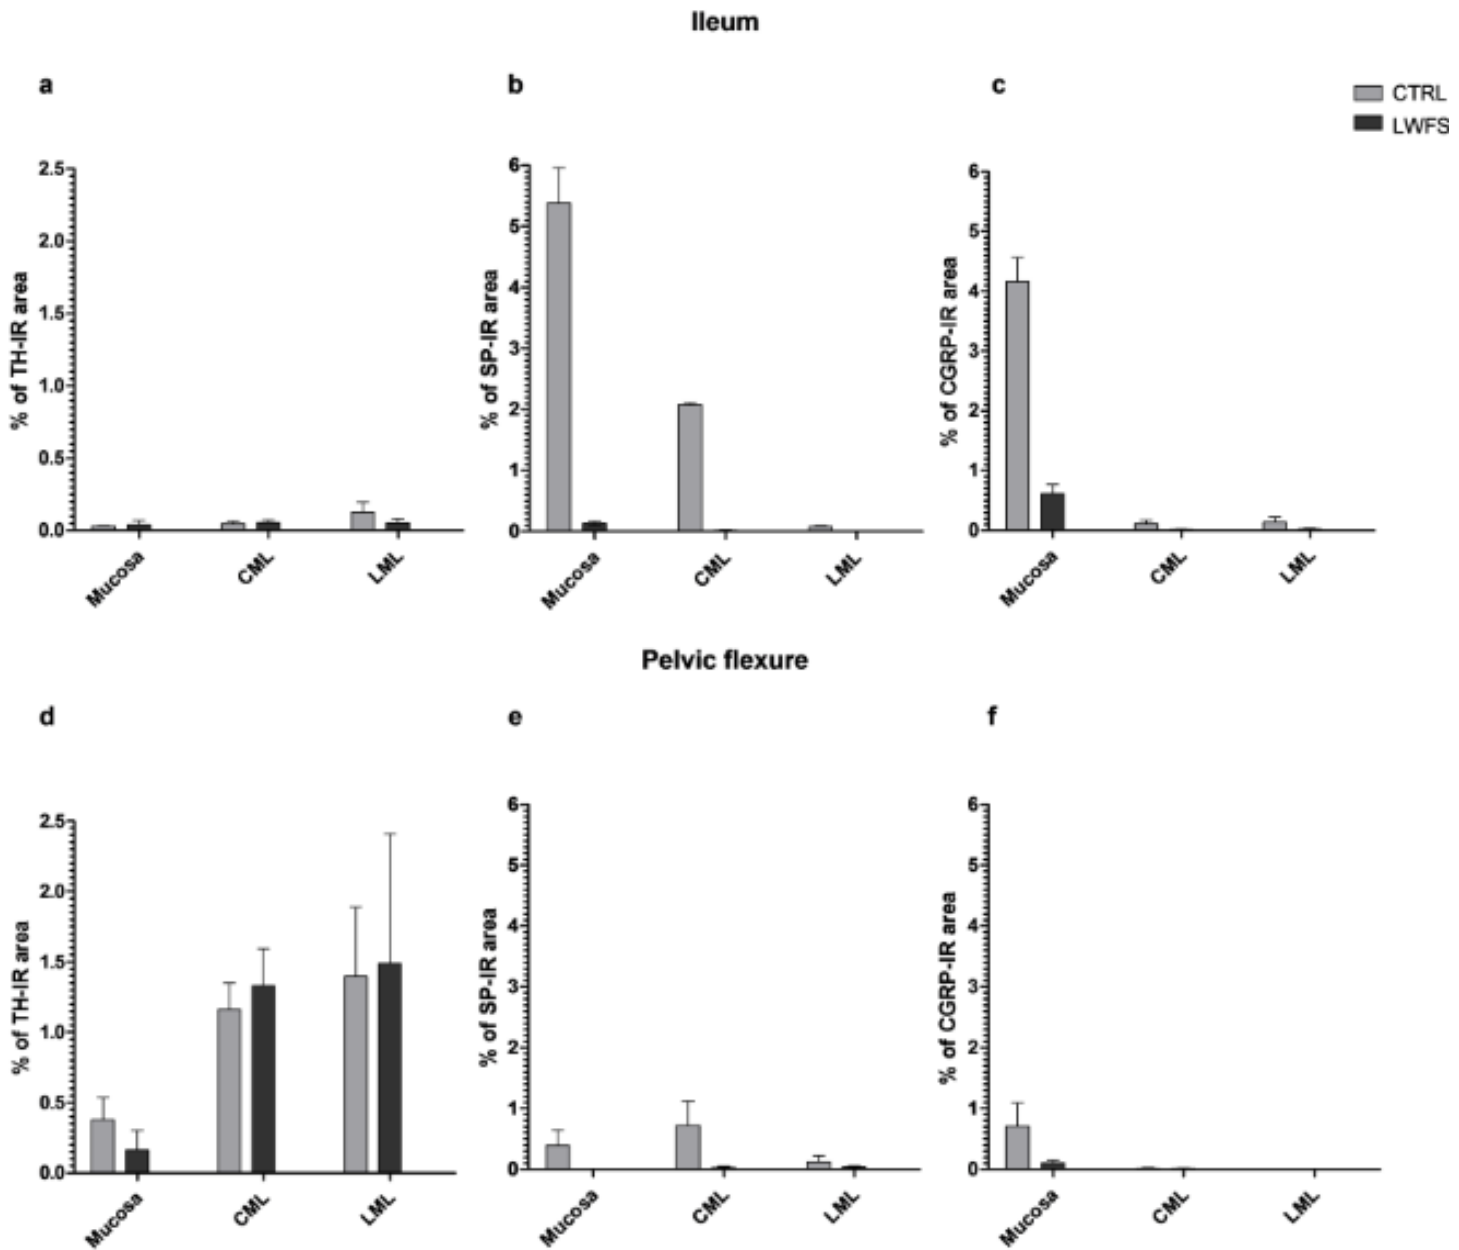 Ileum
a
b
c
CTRL
LWFS
% of TH-IR area
2.5
2.0
1.5
1.0
0.5
0.0
Mucosa
CML
LML
% of SP-IR area
6
5
4
3
2
1
0
Mucosa
CML
LML
% of CGRP-IR area
6
5
4
3
2
1
0
Mucosa
CML
LML
Pelvic flexure
d
e
f
% of TH-IR area
2.5
2.0
1.5
1.0
0.5
0.0
Mucosa
CML
LML
% of SP-IR area
6
5
4
3
2
1
0
Mucosa
CML
LML
% of CGRP-IR area
6
5
4
3
2
1
0
Mucosa
CML
LML